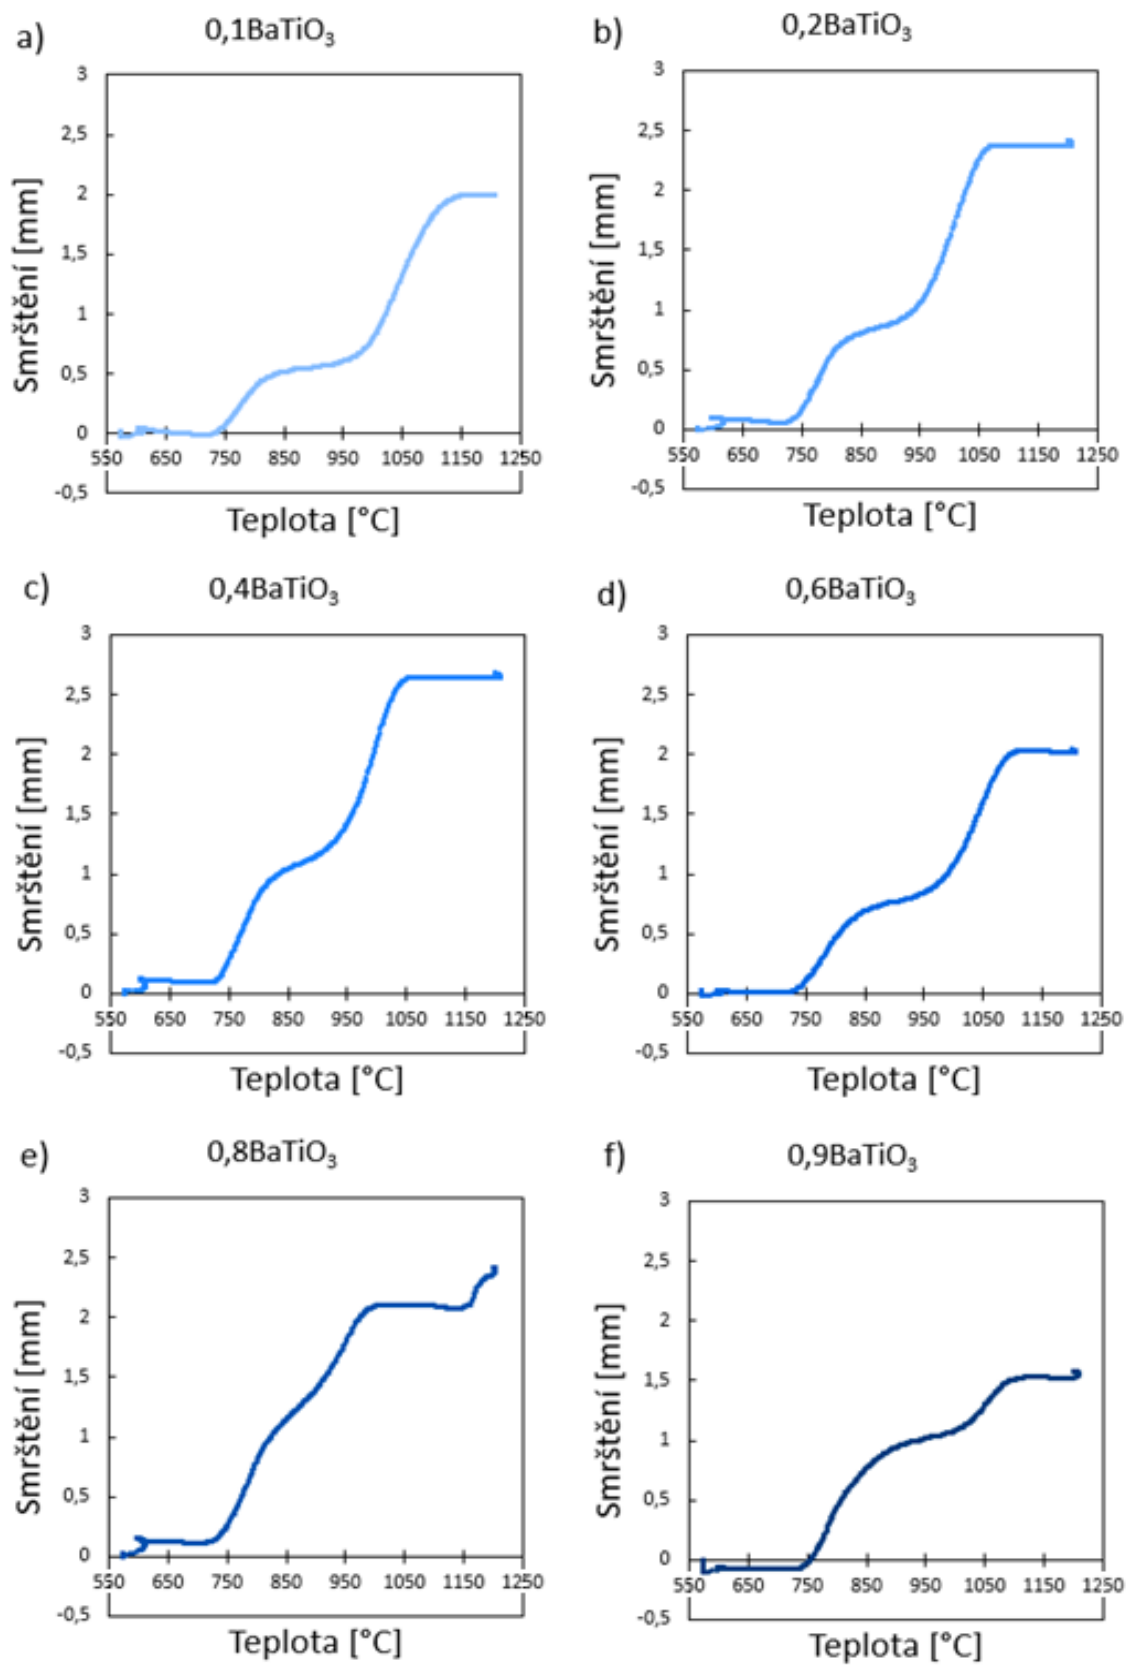 a) 0,1BaTiO₃
3
2,5
2
1,5
1
0,5
0
-0,5
550 650 750 850 950 1050 1150 1250
Smrštění [mm]
Teplota [°C]
b) 0,2BaTiO₃
3
2,5
2
1,5
1
0,5
0
-0,5
550 650 750 850 950 1050 1150 1250
Smrštění [mm]
Teplota [°C]
c) 0,4BaTiO₃
3
2,5
2
1,5
1
0,5
0
-0,5
550 650 750 850 950 1050 1150 1250
Smrštění [mm]
Teplota [°C]
d) 0,6BaTiO₃
3
2,5
2
1,5
1
0,5
0
-0,5
550 650 750 850 950 1050 1150 1250
Smrštění [mm]
Teplota [°C]
e) 0,8BaTiO₃
3
2,5
2
1,5
1
0,5
0
-0,5
550 650 750 850 950 1050 1150 1250
Smrštění [mm]
Teplota [°C]
f) 0,9BaTiO₃
3
2,5
2
1,5
1
0,5
0
-0,5
550 650 750 850 950 1050 1150 1250
Smrštění [mm]
Teplota [°C]